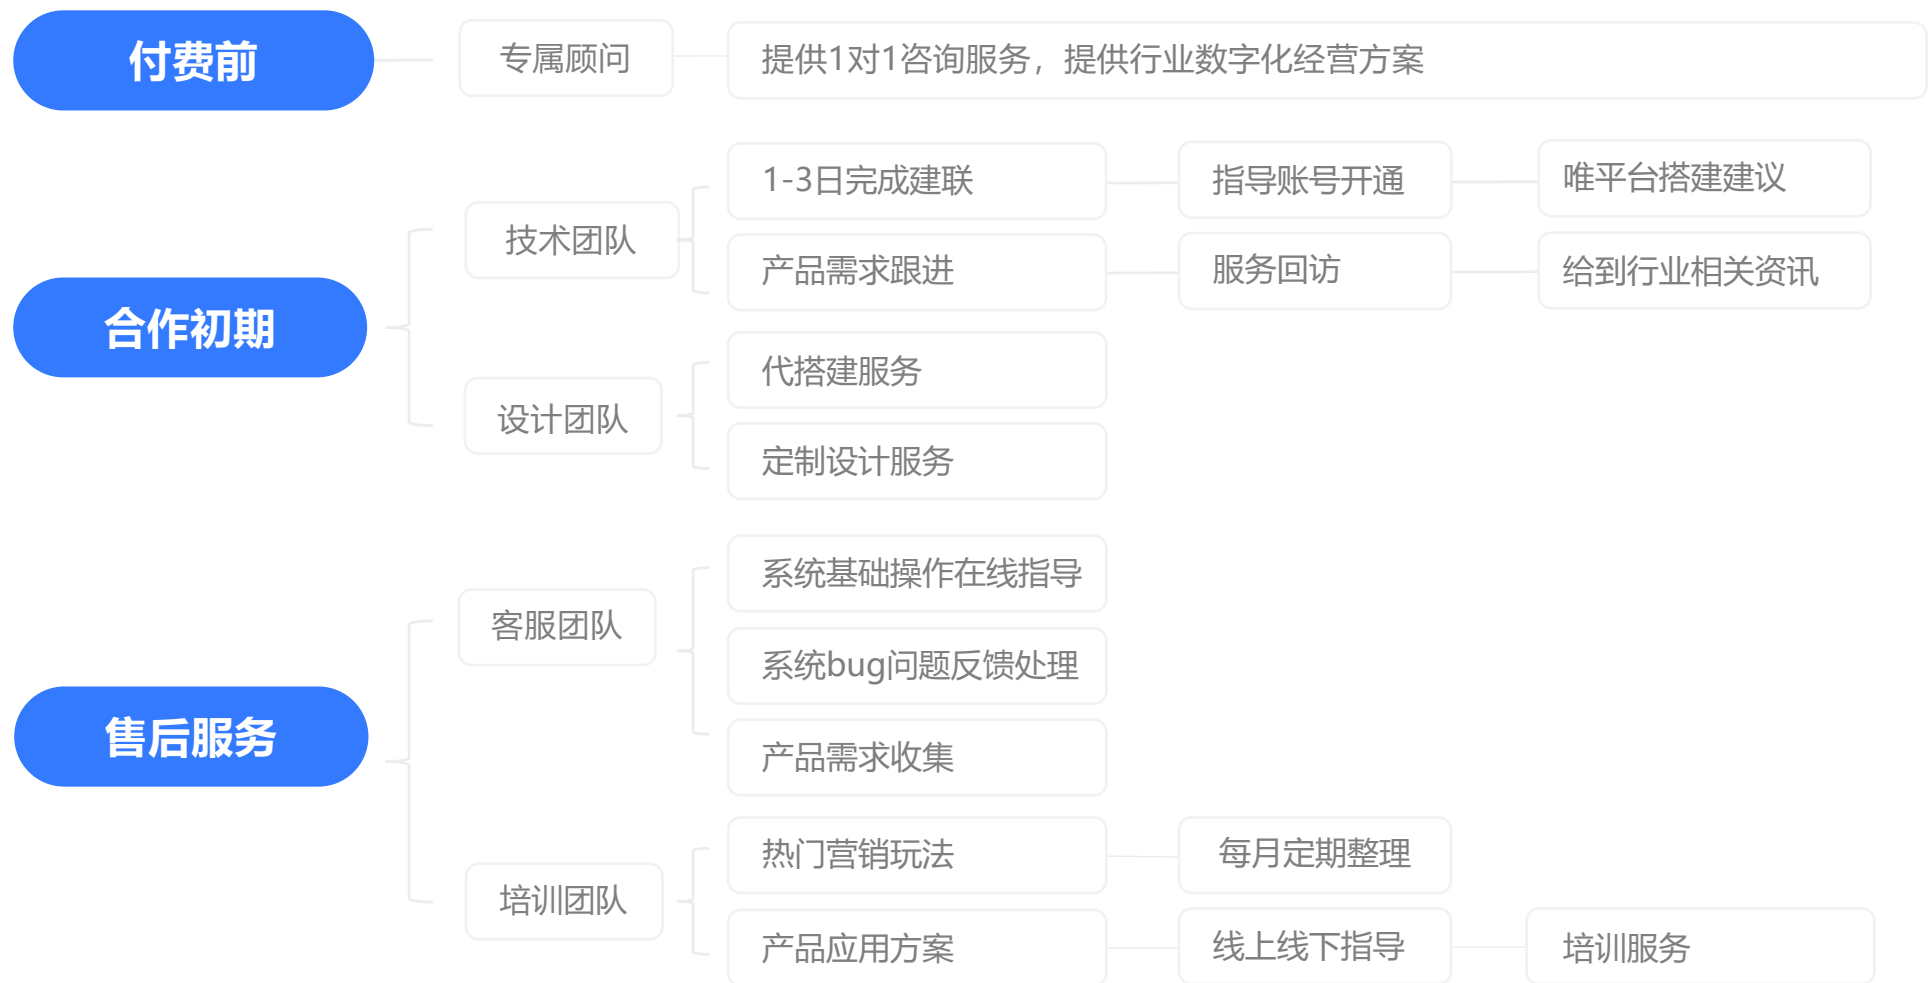 付费前
专属顾问
提供1对1咨询服务，提供行业数字化经营方案
合作初期
技术团队
1-3日完成建联
指导账号开通
唯平台搭建建议
产品需求跟进
服务回访
给到行业相关资讯
设计团队
代搭建服务
定制设计服务
售后服务
客服团队
系统基础操作在线指导
系统bug问题反馈处理
产品需求收集
培训团队
热门营销玩法
每月定期整理
产品应用方案
线上线下指导
培训服务